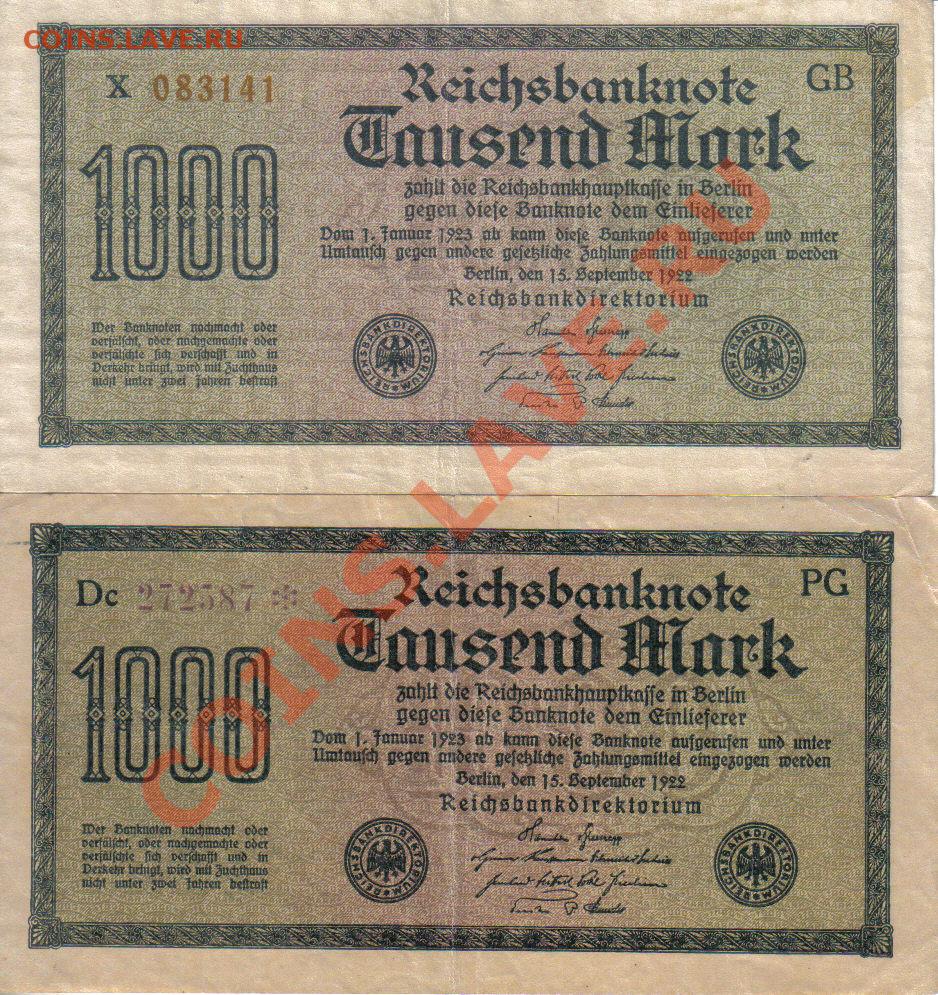 COINS.LAVE.RU
X 083141
GB
Reichsbanknote
Tausend Mark
1000
zahlt die Reichsbankhauptkasse in Berlin
gegen diese Banknote dem Einlieferer
Vom 1. Januar 1923 ab kann diese Banknote aufgerufen und unter
Umtausch gegen andere gesetzliche Zahlungsmittel eingezogen werden
Berlin, den 15. September 1922
Reichsbankdirektorium
Wer Banknoten nachmacht oder
verfälscht, oder nachgemachte oder
verfälschte sich verschafft und in
Verkehr bringt, wird mit Zuchthaus
nicht unter zwei Jahren bestraft
REICHSBANKDIREKTORIUM
REICHSBANKDIREKTORIUM
COINS.LAVE.RU
Dc 272587 *
PG
Reichsbanknote
Tausend Mark
1000
zahlt die Reichsbankhauptkasse in Berlin
gegen diese Banknote dem Einlieferer
Vom 1. Januar 1923 ab kann diese Banknote aufgerufen und unter
Umtausch gegen andere gesetzliche Zahlungsmittel eingezogen werden
Berlin, den 15. September 1922
Reichsbankdirektorium
Wer Banknoten nachmacht oder
verfälscht, oder nachgemachte oder
verfälschte sich verschafft und in
Verkehr bringt, wird mit Zuchthaus
nicht unter zwei Jahren bestraft
REICHSBANKDIREKTORIUM
REICHSBANKDIREKTORIUM